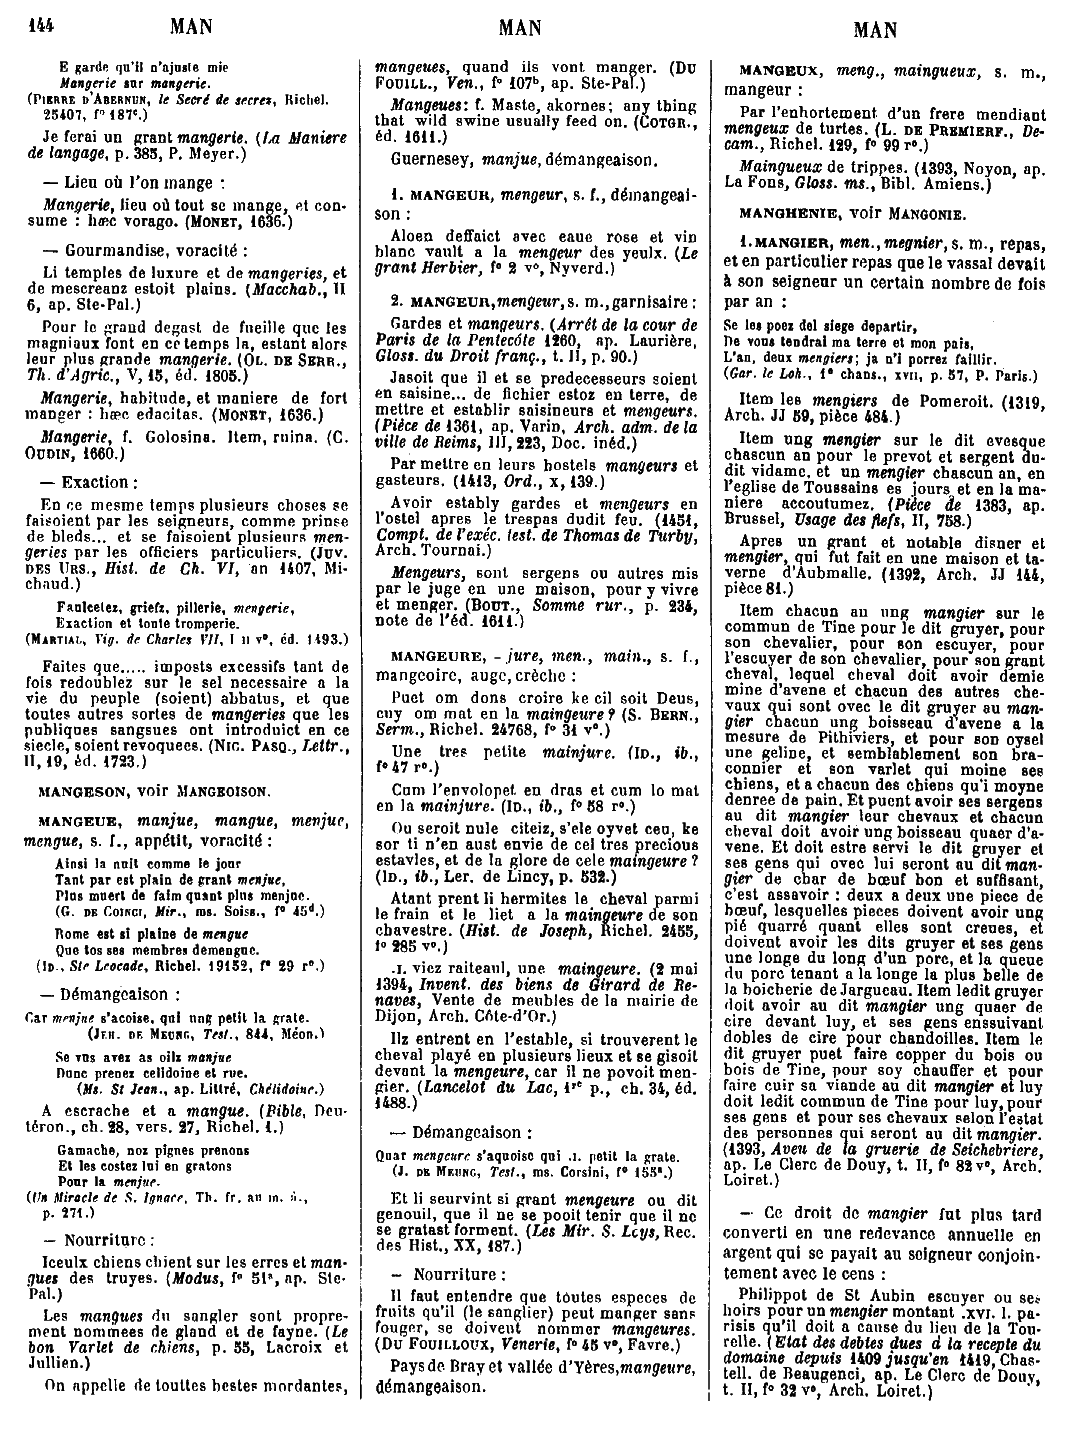 144 MAN MAN MAN
E garde qu'il n'ajuste mie
Mangerie sur mangerie.
(PIERRE D'ABERNUN, le Secré de secrez, Richel.
25407, f° 187c.)
Je ferai un grant mangerie. (La Maniere
de langage, p. 385, P. Meyer.)
— Lieu où l'on mange :
Mangerie, lieu où tout se mange, et con-
sume : hæc vorago. (MONET, 1636.)
— Gourmandise, voracité :
Li temples de luxure et de mangeries, et
de mescreanz estoit plains. (Macchab., II
6, ap. Ste-Pal.)
Pour le grand degast de fueille que les
magniaux font en ce temps la, estant alors
leur plus grande mangerie. (OL. DE SERR.,
Th. d'Agric., V, 15, éd. 1805.)
Mangerie, habitude, et maniere de fort
manger : hæc edacitas. (MONET, 1636.)
Mangerie, f. Golosina. Item, ruina. (C.
OUDIN, 1660.)
— Exaction :
En ce mesme temps plusieurs choses se
faisoient par les seigneurs, comme prinse
de bleds... et se faisoient plusieurs men-
geries par les officiers particuliers. (JUV.
DES URS., Hist. de Ch. VI, an 1407, Mi-
chaud.)
Faulcetez, griefz, pillerie, mengerie,
Exaction et toute tromperie.
(MARTIAL, Vig. de Charles VII, I II v°, éd. 1493.)
Faites que..... imposts excessifs tant de
fois redoublez sur le sel necessaire a la
vie du peuple (soient) abbatus, et que
toutes autres sortes de mangeries que les
publiques sangsues ont introduict en ce
siecle, soient revoquees. (NIC. PASQ., Lettr.,
II, 19, éd. 1723.)
MANGESON, voir MANGEOISON.
MANGEUE, manjue, mangue, menjue,
mengue, s. f., appétit, voracité :
Ainsi la nuit comme le jour
Tant par est plain de grant menjue,
Plus muert de faim quant plus menjue.
(G. DE COINCI, Mir., ms. Soiss., f° 45d.)
Rome est si plaine de mengue
Que tos ses membres demengue.
(ID., Ste Leocade, Richel. 19152, f° 29 r°.)
— Démangeaison :
Car menjue s'acoise, qui ung petit la grate.
(JEH. DE MEUNG, Test., 844, Méon.)
Se vus avez as oilz manjue
Dunc prenez celidoine et rue.
(Ms. St Jean., ap. Littré, Chélidoine.)
A escrache et a mangue. (Bible, Deu-
téron., ch. 28, vers. 27, Richel. 1.)
Gamache, noz pignes prenons
Et les costez lui en gratons
Pour la menjue.
(Un Miracle de S. Ignace, Th. fr. au m. à.,
p. 271.)
— Nourriture :
Iceulx chiens chient sur les erres et man-
gues des truyes. (Modus, f° 51a, ap. Ste-
Pal.)
Les mangues du sangler sont propre-
ment nommees de gland et de fayne. (Le
bon Varlet de chiens, p. 55, Lacroix et
Jullien.)
On appelle de touttes bestes mordantes,
mangeues, quand ils vont manger. (DU
FOUILL., Ven., f° 107b, ap. Ste-Pal.)
Mangeues: f. Maste, akornes; any thing
that wild swine usually feed on. (COTGR.,
éd. 1611.)
Guernesey, manjue, démangeaison.
1. MANGEUR, mengeur, s. f., démangeai-
son :
Aloen deffaict avec eaue rose et vin
blanc vault a la mengeur des yeulx. (Le
grant Herbier, f° 2 v°, Nyverd.)
2. MANGEUR, mengeur, s. m., garnisaire :
Gardes et mangeurs. (Arrêt de la cour de
Paris de la Pentecôte 1260, ap. Laurière,
Gloss. du Droit franç., t. II, p. 90.)
Jasoit que il et se predecesseurs soient
en saisine... de fichier estoz en terre, de
mettre et establir saisineurs et mengeurs.
(Pièce de 1361, ap. Varin, Arch. adm. de la
ville de Reims, III, 223, Doc. inéd.)
Par mettre en leurs hostels mangeurs et
gasteurs. (1413, Ord., x, 139.)
Avoir estably gardes et mengeurs en
l'ostel apres le trespas dudit feu. (1451,
Compt. de l'exéc. test. de Thomas de Turby,
Arch. Tournai.)
Mengeurs, sont sergens ou autres mis
par le juge en une maison, pour y vivre
et menger. (BOUT., Somme rur., p. 234,
note de l'éd. 1611.)
MANGEURE, - jure, men., main., s. f.,
mangeoire, auge, crèche :
Puet om dons croire ke cil soit Deus,
cuy om mat en la maingeure ? (S. BERN.,
Serm., Richel. 24768, f° 31 v°.)
Une tres petite mainjure. (ID., ib.,
f° 47 r°.)
Cum l'envolopet en dras et cum lo mat
en la mainjure. (ID., ib., f° 58 r°.)
Ou seroit nule citeiz, s'ele oyvet ceu, ke
sor ti n'en aust envie de cel tres precious
estavles, et de la glore de cele maingeure ?
(ID., ib., Ler. de Lincy, p. 532.)
Atant prent li hermites le cheval parmi
le frain et le liet a la maingeure de son
chavestre. (Hist. de Joseph, Richel. 2455,
f° 285 v°.)
.I. viez raiteaul, une maingeure. (2 mai
1394, Invent. des biens de Girard de Re-
naves, Vente de meubles de la mairie de
Dijon, Arch. Côte-d'Or.)
Ilz entrent en l'estable, si trouverent le
cheval playé en plusieurs lieux et se gisoit
devant la mengeure, car il ne povoit men-
gier. (Lancelot du Lac, 1re p., ch. 34, éd.
1488.)
— Démangeaison :
Quar mengeure s'aquoise qui .I. petit la grate.
(J. DE MEUNG, Test., ms. Corsini, f° 155a.)
Et li seurvint si grant mengeure ou dit
genouil, que il ne se pooit tenir que il ne
se gratast forment. (Les Mir. S. Loys, Rec.
des Hist., XX, 187.)
— Nourriture :
Il faut entendre que toutes especes de
fruits qu'il (le sanglier) peut manger sans
fouger, se doivent nommer mangeures.
(DU FOUILLOUX, Venerie, f° 45 v°, Favre.)
Pays de Bray et vallée d'Yères, mangeure,
démangeaison.
MANGEUX, meng., maingueux, s. m.,
mangeur :
Par l'enhortement d'un frere mendiant
mengeux de turtes. (L. DE PREMIERF., De-
cam., Richel. 129, f° 99 r°.)
Maingueux de trippes. (1393, Noyon, ap.
La Fons, Gloss. ms., Bibl. Amiens.)
MANGHENIE, voir MANGONIE.
1. MANGIER, men., megnier, s. m., repas,
et en particulier repas que le vassal devait
à son seigneur un certain nombre de fois
par an :
Se les poez del siege departir,
De vous tendrai ma terre et mon pais,
L'an, deux mengiers; ja n'i porrez faillir.
(Gar. le Loh., 1e chans., XVII, p. 57, P. Paris.)
Item les mengiers de Pomeroit. (1319,
Arch. JJ 59, pièce 484.)
Item ung mengier sur le dit evesque
chascun an pour le prevot et sergent du-
dit vidame, et un mengier chascun an, en
l'eglise de Toussains es jours et en la ma-
niere accoutumez. (Pièce de 1383, ap.
Brussel, Usage des fiefs, II, 758.)
Apres un grant et notable disner et
mengier, qui fut fait en une maison et ta-
verne d'Aubmalle. (1392, Arch. JJ 144,
pièce 81.)
Item chacun au ung mangier sur le
commun de Tine pour le dit gruyer, pour
son chevalier, pour son escuyer, pour
l'escuyer de son chevalier, pour son grant
cheval, lequel cheval doit avoir demie
mine d'avene et chacun des autres che-
vaux qui sont ovec le dit gruyer au man-
gier chacun ung boisseau d'avene a la
mesure de Pithiviers, et pour son oysel
une geline, et semblablement son bra-
connier et son varlet qui moine ses
chiens, et a chacun des chiens qu'i moyne
denree de pain. Et puent avoir ses sergens
au dit mangier leur chevaux et chacun
cheval doit avoir ung boisseau quaer d'a-
vene. Et doit estre servi le dit gruyer et
ses gens qui ovec lui seront au dit man-
gier de char de bœuf bon et suffisant,
c'est assavoir : deux a deux une piece de
bœuf, lesquelles pieces doivent avoir ung
pié quarré quant elles sont creues, et
doivent avoir les dits gruyer et ses gens
une longe du long d'un porc, et la queue
du porc tenant a la longe la plus belle de
la boicherie de Jargueau. Item ledit gruyer
doit avoir au dit mangier ung quaer de
cire devant luy, et ses gens enssuivant
dobles de cire pour chandoilles. Item le
dit gruyer puet faire copper du bois ou
bois de Tine, pour soy chauffer et pour
faire cuir sa viande au dit mangier et luy
doit ledit commun de Tine pour luy, pour
ses gens et pour ses chevaux selon l'estat
des personnes qui seront au dit mangier.
(1393, Aveu de la gruerie de Seichebriere,
ap. Le Clerc de Douy, t. II, f° 82 v°, Arch.
Loiret.)
— Ce droit de mangier fut plus tard
converti en une redevance annuelle en
argent qui se payait au seigneur conjoin-
tement avec le cens :
Philippot de St Aubin escuyer ou ses
hoirs pour un mengier montant .XVI. l. pa-
risis qu'il doit a cause du lieu de la Tou-
relle. (Etat des debtes dues a la recepte du
domaine depuis 1409 jusqu'en 1419, Chas-
tell. de Beaugenci, ap. Le Clerc de Douy,
t. II, f° 32 v°, Arch. Loiret.)